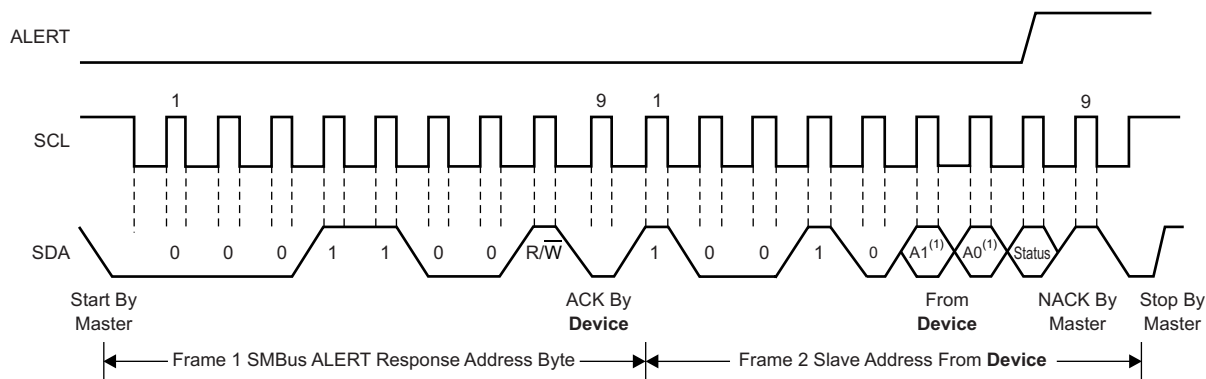 ALERT
1 9 1 9
SCL
SDA
0 0 0 1 1 0 0 R/W 1 0 0 1 0 A1(1) A0(1) Status
Start By
Master
ACK By
Device
From
Device
NACK By
Master
Stop By
Master
Frame 1 SMBus ALERT Response Address Byte
Frame 2 Slave Address From Device